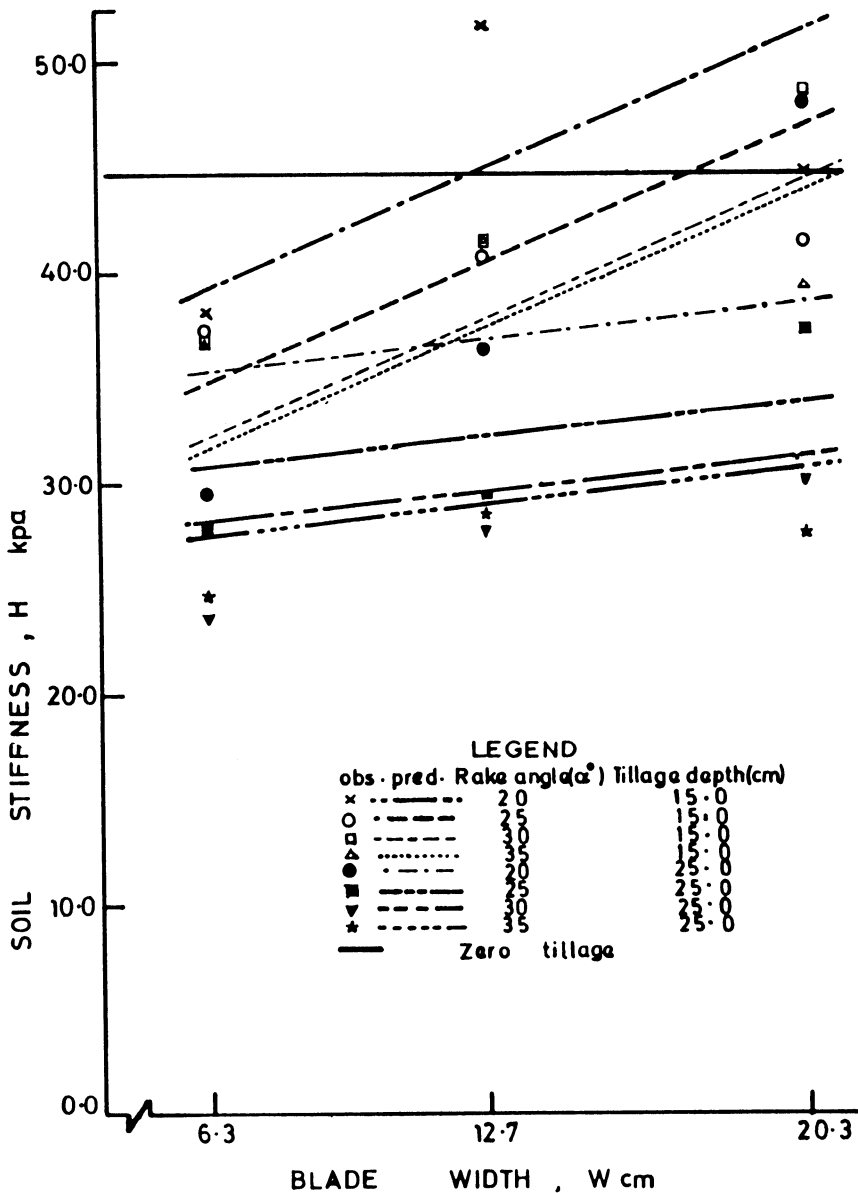 50·0
40·0
30·0
20·0
10·0
0·0
SOIL STIFFNESS , H kpa
LEGEND
obs · pred · Rake angle(α°) Tillage depth(cm)
20 15·0
25 15·0
30 15·0
35 15·0
20 25·0
25 25·0
30 25·0
35 25·0
Zero tillage
6·3 12·7 20·3
BLADE WIDTH , W cm